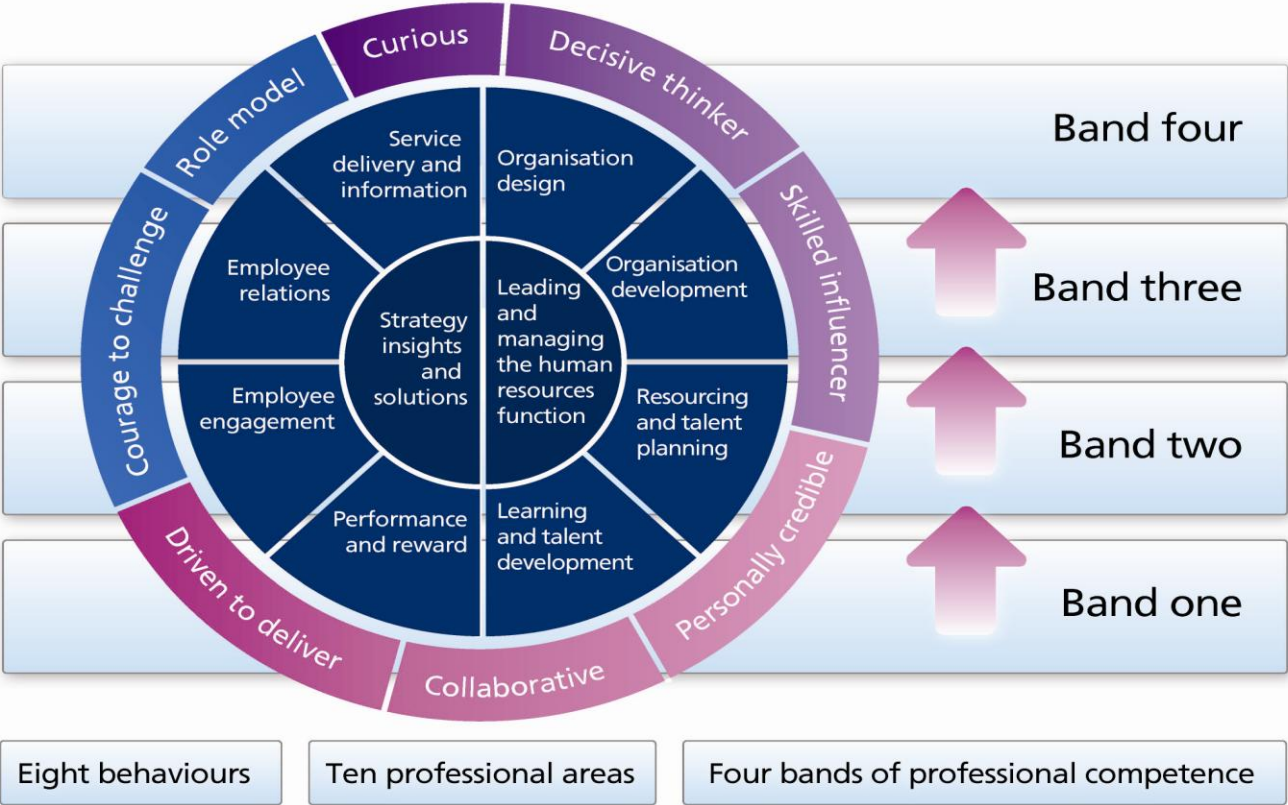 Curious
Decisive thinker
Skilled influencer
Personally credible
Collaborative
Driven to deliver
Courage to challenge
Role model
Service
delivery and
information
Organisation
design
Organisation
development
Resourcing
and talent
planning
Learning
and talent
development
Performance
and reward
Employee
engagement
Employee
relations
Strategy
insights
and
solutions
Leading
and
managing
the human
resources
function
Band four
Band three
Band two
Band one
Eight behaviours
Ten professional areas
Four bands of professional competence